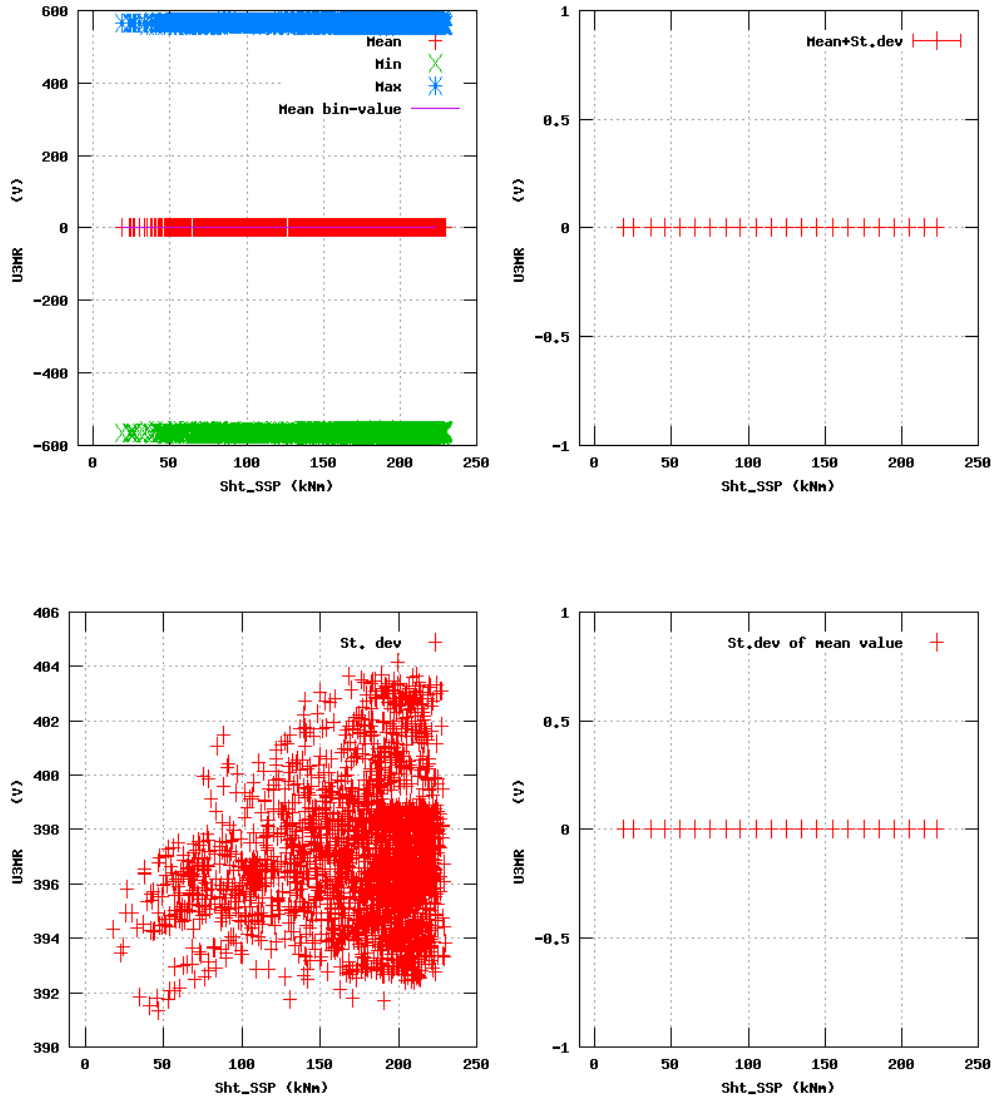 600
400
200
0
-200
-400
-600
U3MR (V)
Mean
Min
Max
Mean bin-value
0 50 100 150 200 250
Sht_SSP (kNm)
1
0.5
0
-0.5
-1
U3MR (V)
Mean+St.dev
0 50 100 150 200 250
Sht_SSP (kNm)
406
404
402
400
398
396
394
392
390
U3MR (V)
St. dev
0 50 100 150 200 250
Sht_SSP (kNm)
1
0.5
0
-0.5
-1
U3MR (V)
St.dev of mean value
0 50 100 150 200 250
Sht_SSP (kNm)